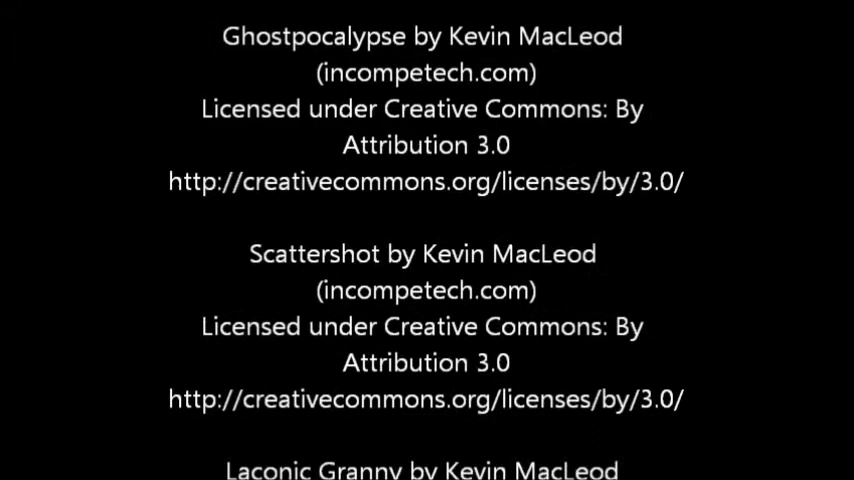 Ghostpocalypse by Kevin MacLeod
(incompetech.com)
Licensed under Creative Commons: By
Attribution 3.0
http://creativecommons.org/licenses/by/3.0/
Scattershot by Kevin MacLeod
(incompetech.com)
Licensed under Creative Commons: By
Attribution 3.0
http://creativecommons.org/licenses/by/3.0/
Laconic Granny by Kevin MacLeod